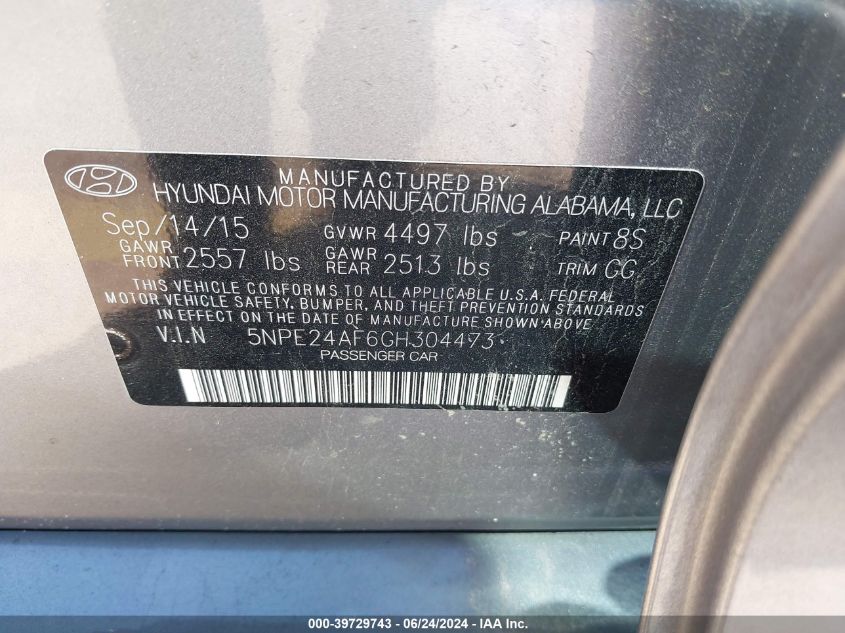 MANUFACTURED BY
HYUNDAI MOTOR MANUFACTURING ALABAMA, LLC
Sep/14/15 GVWR 4497 lbs PAINT 8S
GAWR FRONT 2557 lbs GAWR REAR 2513 lbs TRIM GG
THIS VEHICLE CONFORMS TO ALL APPLICABLE U.S.A. FEDERAL
MOTOR VEHICLE SAFETY, BUMPER, AND THEFT PREVENTION STANDARDS
IN EFFECT ON THE DATE OF MANUFACTURE SHOWN ABOVE
V.I.N 5NPE24AF6GH304473
PASSENGER CAR
000-39729743 - 06/24/2024 - © IAA, Inc.